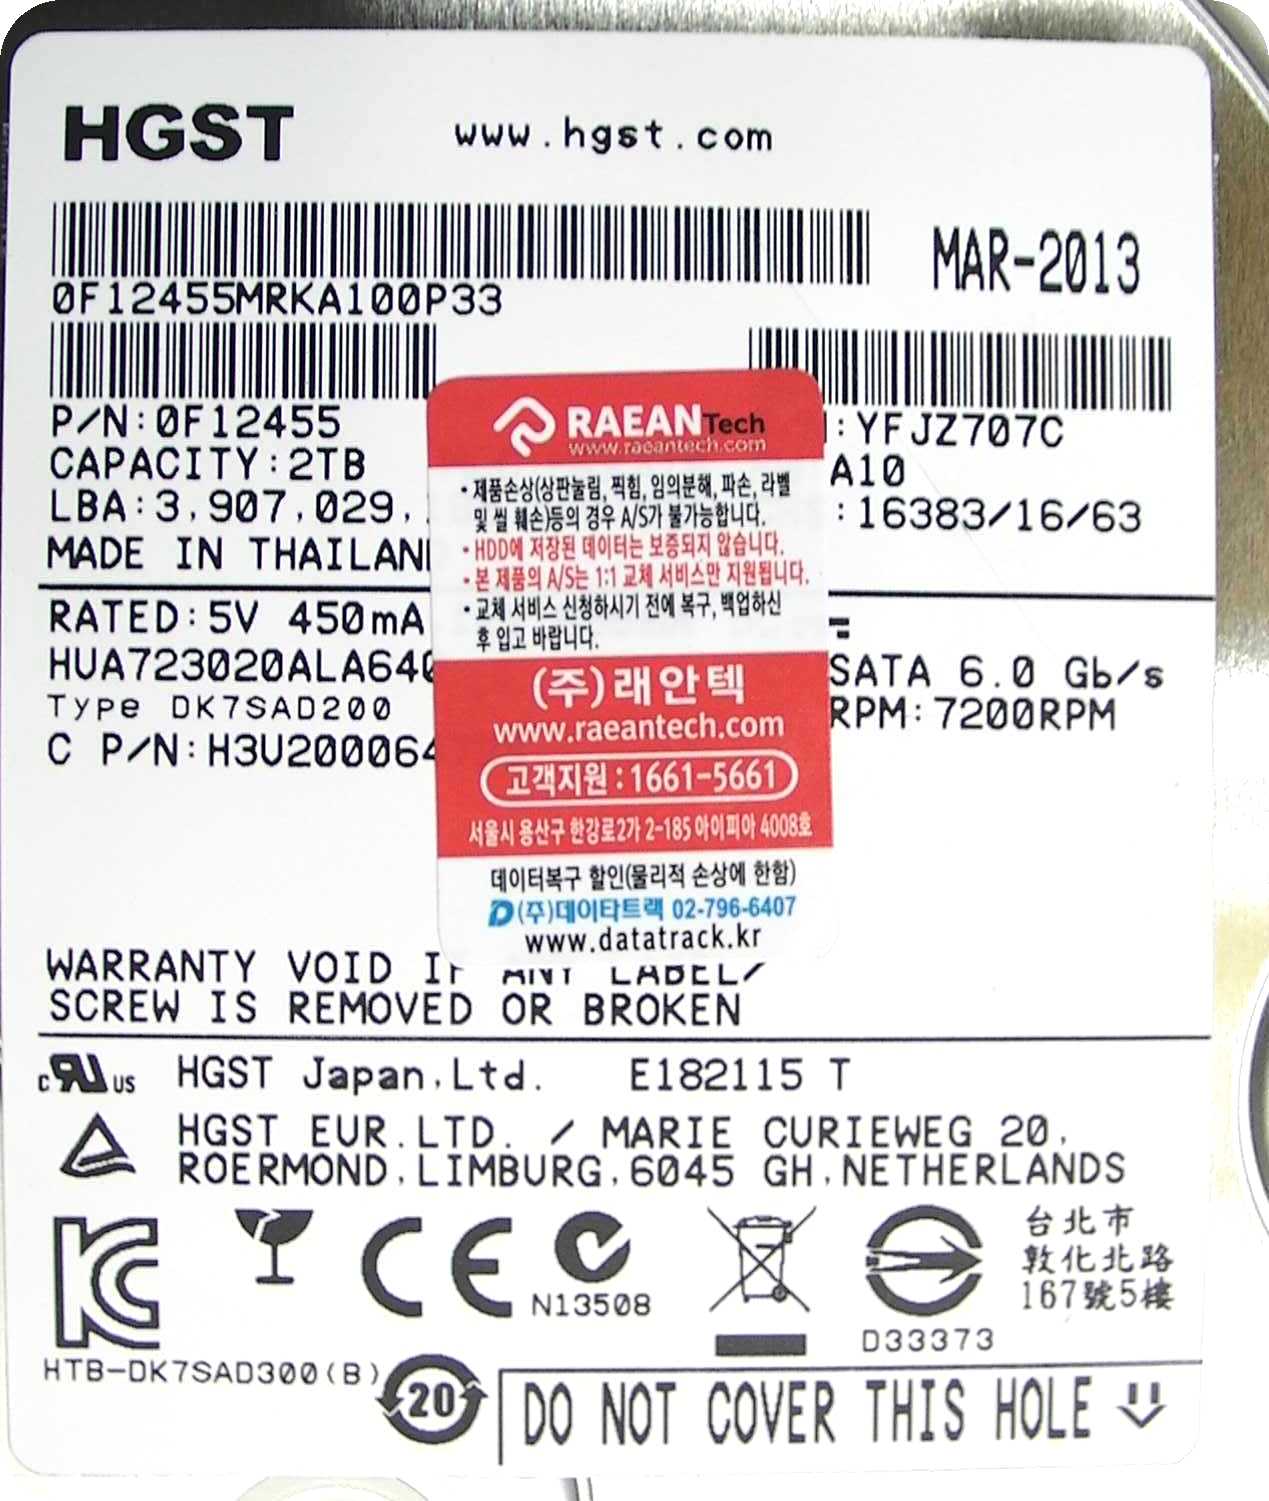 HGST
www.hgst.com
MAR-2013
0F12455MRKA100P33
P/N:0F12455
:YFJZ707C
CAPACITY:2TB
A10
LBA:3,907,029,
:16383/16/63
MADE IN THAILAN
RATED:5V 450mA
HUA723020ALA640
SATA 6.0 Gb/s
Type DK7SAD200
RPM:7200RPM
C P/N:H3U200064
RAEANTech
www.raeantech.com
•제품손상(상판눌림, 찍힘, 임의분해, 파손, 라벨
및 씰 훼손)등의 경우 A/S가 불가능합니다.
•HDD에 저장된 데이터는 보증되지 않습니다.
•본 제품의 A/S는 1:1 교체 서비스만 지원됩니다.
•교체 서비스 신청하시기 전에 복구, 백업하신
후 입고 바랍니다.
(주)래안텍
www.raeantech.com
고객지원:1661-5661
서울시 용산구 한강로2가 2-185 아이피아 4008호
데이터복구 할인(물리적 손상에 한함)
D(주)데이타트랙 02-796-6407
www.datatrack.kr
WARRANTY VOID IF ANY LABEL/
SCREW IS REMOVED OR BROKEN
c US HGST Japan,Ltd. E182115 T
HGST EUR.LTD. / MARIE CURIEWEG 20,
ROERMOND,LIMBURG,6045 GH,NETHERLANDS
台北市
敦化北路
167號5樓
CE
N13508
D33373
HTB-DK7SAD300(B)
20
DO NOT COVER THIS HOLE